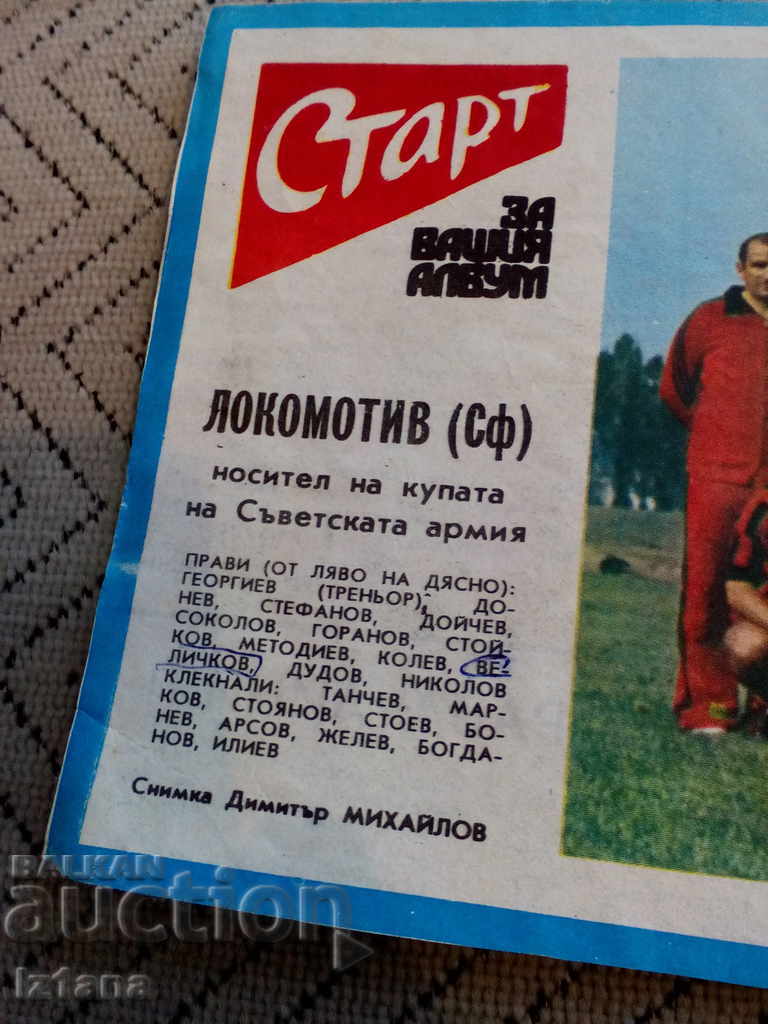 Старт
ЗА
ВАШИЯ
АЛБУМ
ЛОКОМОТИВ (Сф)
носител на купата
на Съветската армия
ПРАВИ (ОТ ЛЯВО НА ДЯСНО):
ГЕОРГИЕВ (ТРЕНЬОР), ДО-
НЕВ, СТЕФАНОВ, ДОЙЧЕВ,
СОКОЛОВ, ГОРАНОВ, СТОЙ-
КОВ, МЕТОДИЕВ, КОЛЕВ, ВЕ-
ЛИЧКОВ, ДУДОВ, НИКОЛОВ
КЛЕКНАЛИ: ТАНЧЕВ, МАР-
КОВ, СТОЯНОВ, СТОЕВ, БО-
НЕВ, АРСОВ, ЖЕЛЕВ, БОГДА-
НОВ, ИЛИЕВ
Снимка Димитър МИХАЙЛОВ
BALKAN
auction
Iztana